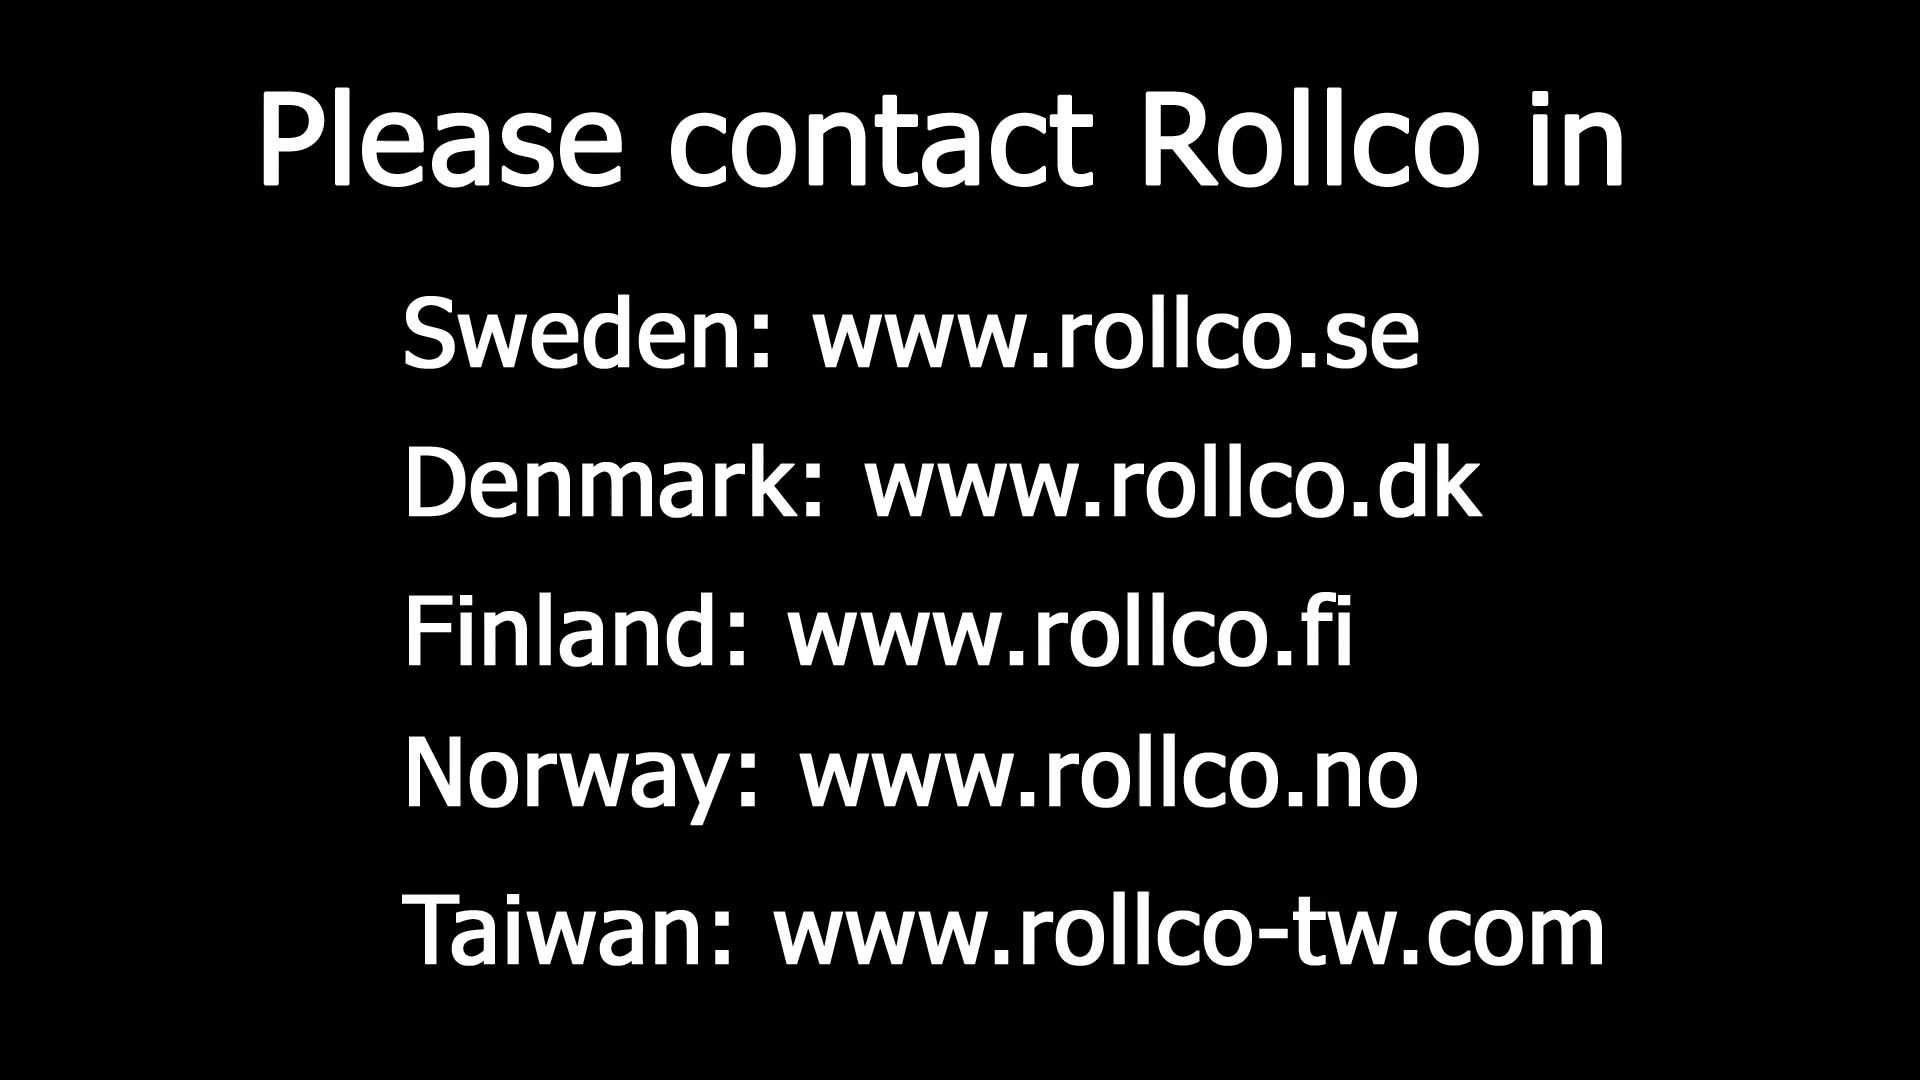 Please contact Rollco in
Sweden: www.rollco.se
Denmark: www.rollco.dk
Finland: www.rollco.fi
Norway: www.rollco.no
Taiwan: www.rollco-tw.com